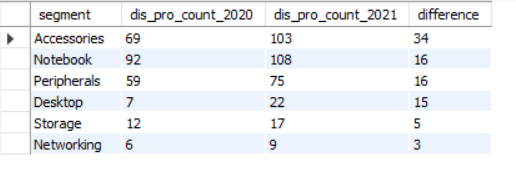 segment dis_pro_count_2020 dis_pro_count_2021 difference
Accessories 69 103 34
Notebook 92 108 16
Peripherals 59 75 16
Desktop 7 22 15
Storage 12 17 5
Networking 6 9 3